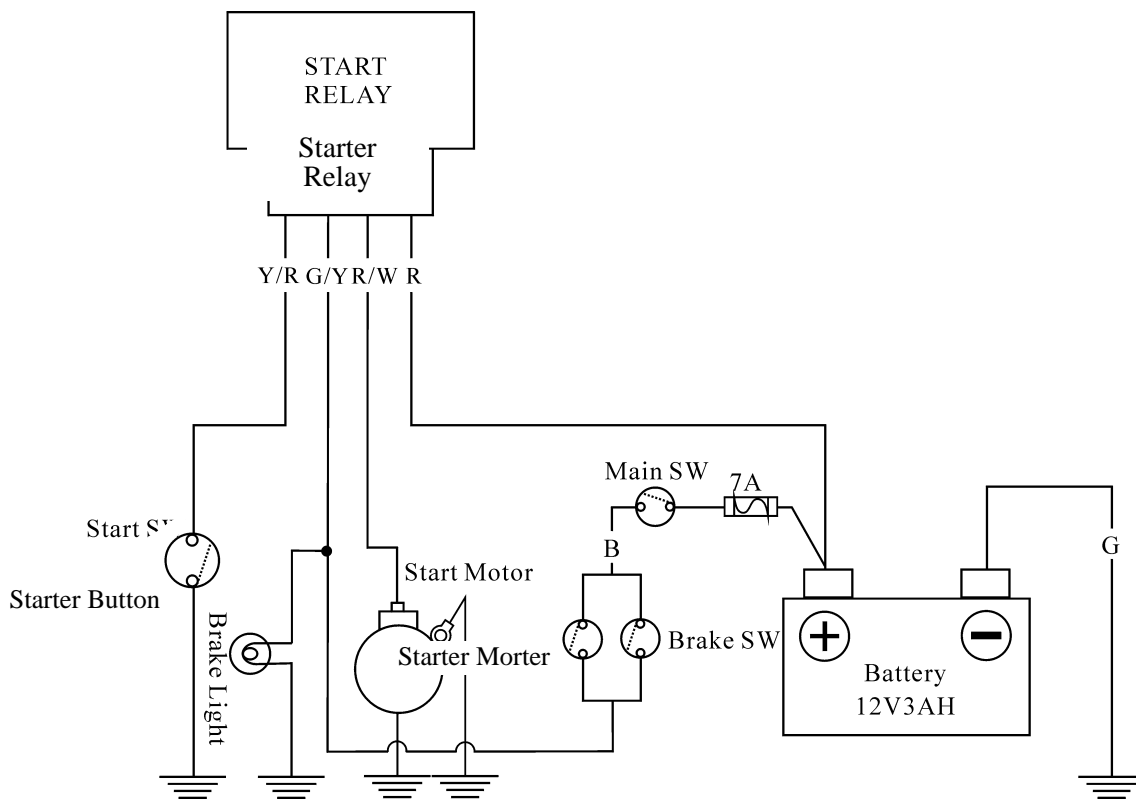 START
RELAY
Starter
Relay
Y/R G/Y R/W R
Main SW
7A
Start
B
G
Start Motor
Starter Button
Brake Light
Starter Morter
Brake SW
Battery
12V3AH